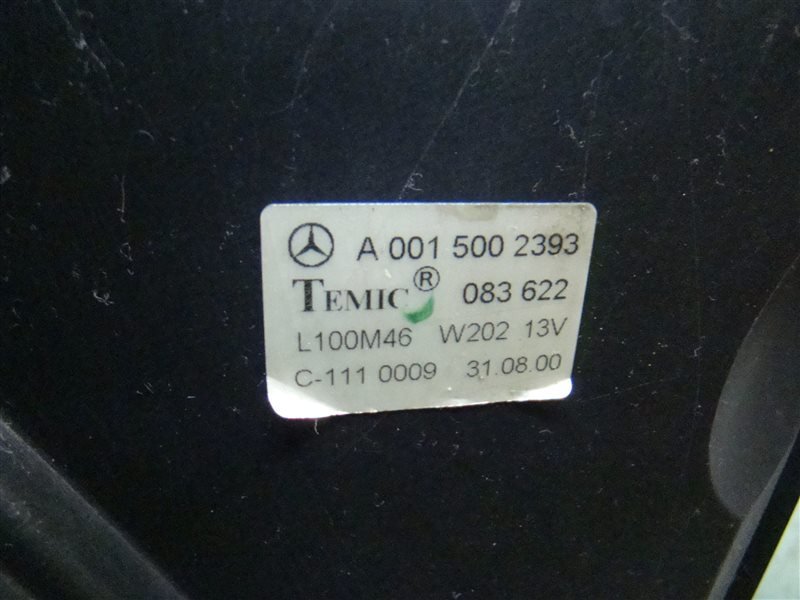 A 001 500 2393
TEMIC® 083 622
L100M46 W202 13V
C-111 0009 31.08.00